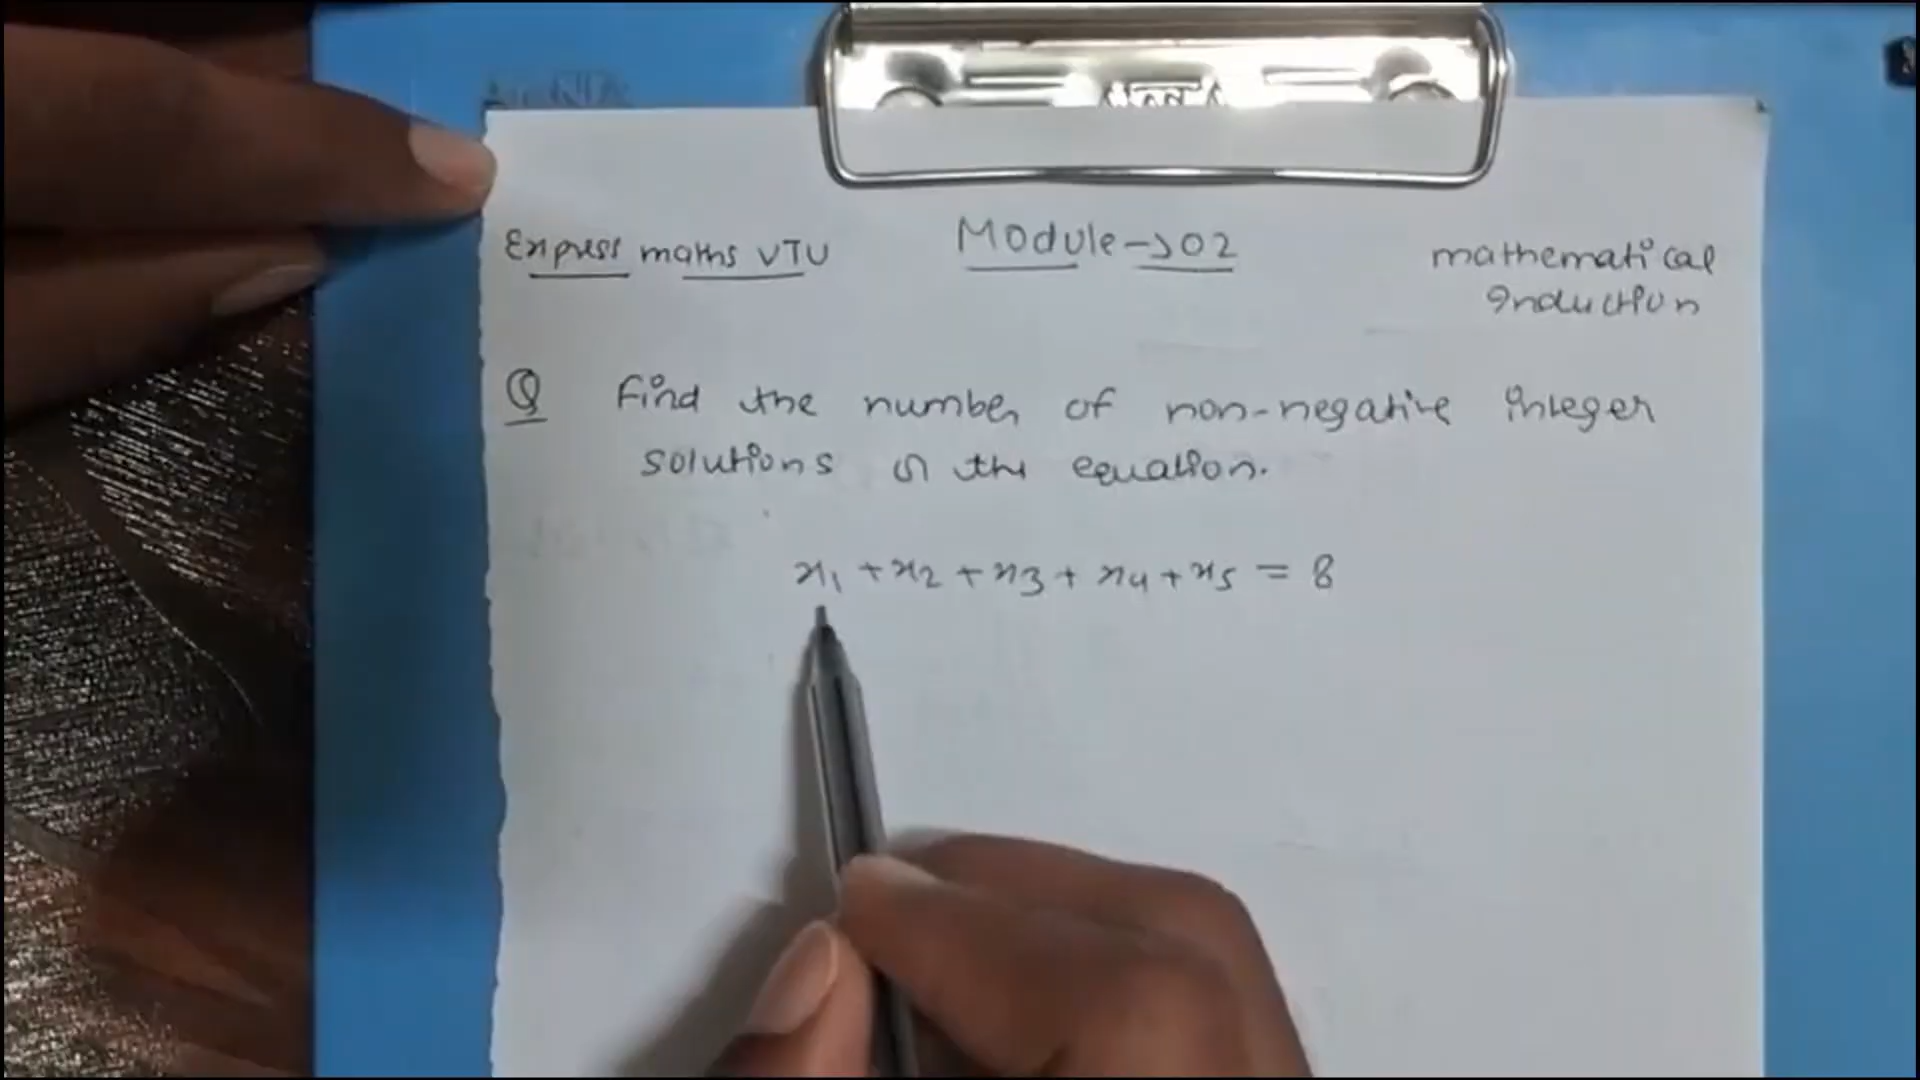 Express maths VTU
Module → 02
mathematical
Induction
Q Find the number of non-negative integer
solutions of the equation.
x1 + x2 + x3 + x4 + x5 = 8